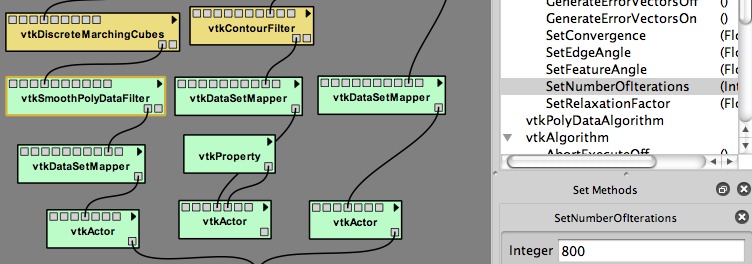 vtkDiscreteMarchingCubes
vtkContourFilter
vtkSmoothPolyDataFilter
vtkDataSetMapper
vtkDataSetMapper
vtkDataSetMapper
vtkProperty
vtkActor
vtkActor
vtkActor
GenerateErrorVectorsOff ()
GenerateErrorVectorsOn ()
SetConvergence (Flo
SetEdgeAngle (Flo
SetFeatureAngle (Flo
SetNumberOfIterations (Int
SetRelaxationFactor (Flo
vtkPolyDataAlgorithm
vtkAlgorithm
AbortExecuteOff ()
Set Methods
SetNumberOfIterations
Integer 800